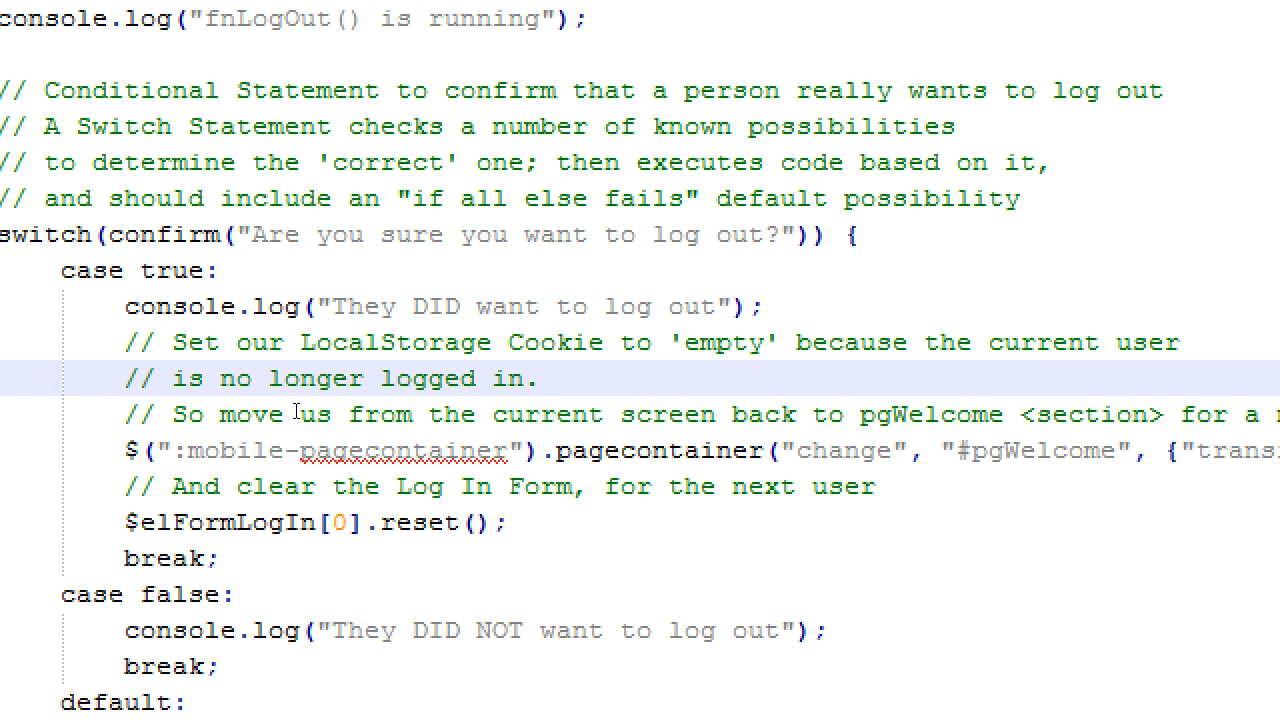 console.log("fnLogOut() is running");
// Conditional Statement to confirm that a person really wants to log out
// A Switch Statement checks a number of known possibilities
// to determine the 'correct' one; then executes code based on it,
// and should include an "if all else fails" default possibility
switch(confirm("Are you sure you want to log out?")) {
case true:
console.log("They DID want to log out");
// Set our LocalStorage Cookie to 'empty' because the current user
// is no longer logged in.
// So move us from the current screen back to pgWelcome <section> for a
$(":mobile-pagecontainer").pagecontainer("change", "#pgWelcome", {"trans
// And clear the Log In Form, for the next user
$elFormLogIn[0].reset();
break;
case false:
console.log("They DID NOT want to log out");
break;
default: